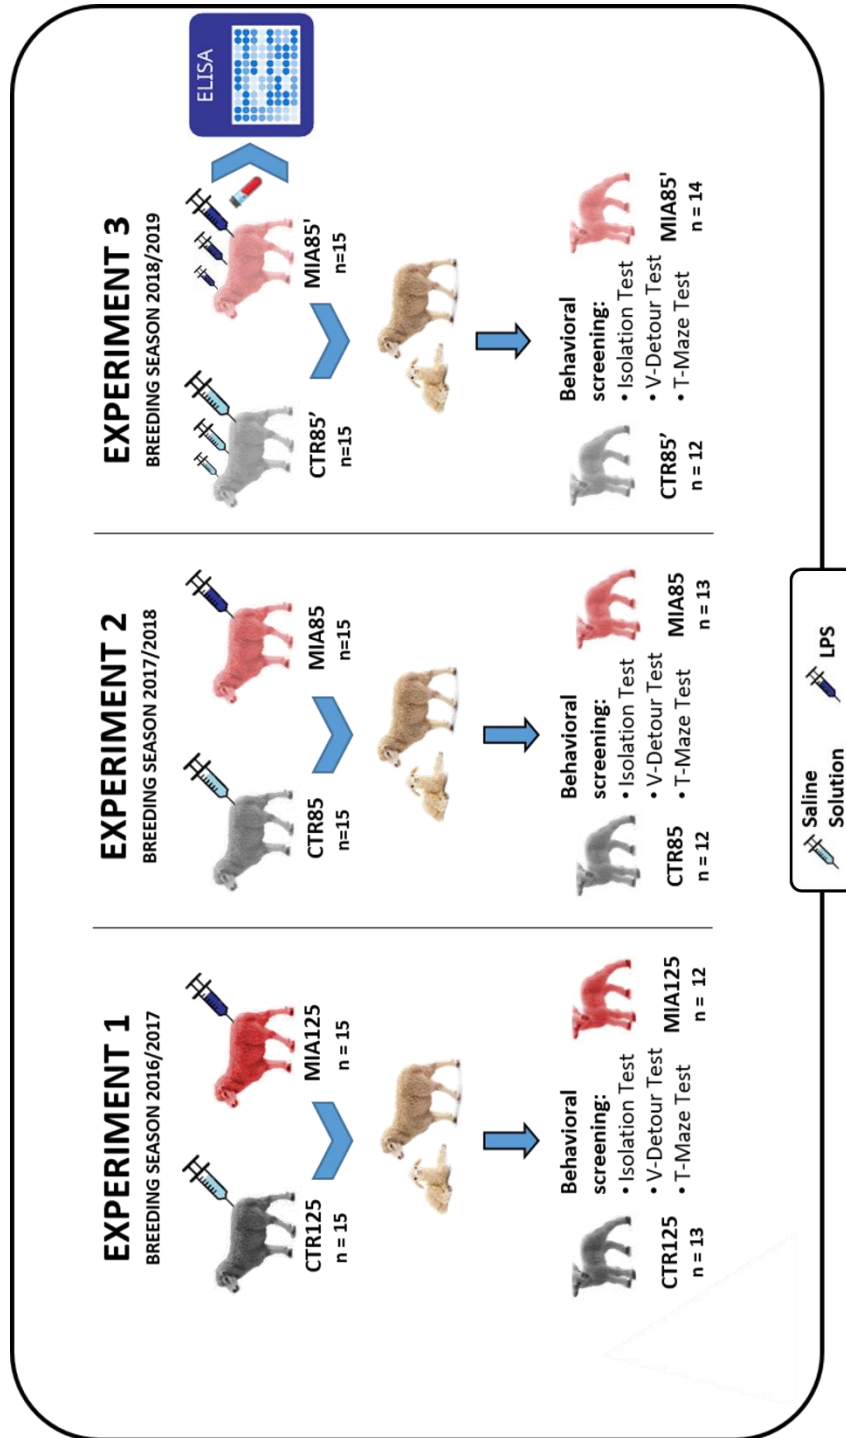 EXPERIMENT 1
BREEDING SEASON 2016/2017
CTR125
n = 15
MIA125
n = 15
Behavioral
screening:
• Isolation Test
• V-Detour Test
• T-Maze Test
CTR125
n = 13
MIA125
n = 12
EXPERIMENT 2
BREEDING SEASON 2017/2018
CTR85
n=15
MIA85
n=15
Behavioral
screening:
• Isolation Test
• V-Detour Test
• T-Maze Test
CTR85
n = 12
MIA85
n = 13
EXPERIMENT 3
BREEDING SEASON 2018/2019
CTR85’
n=15
MIA85'
n=15
ELISA
Behavioral
screening:
• Isolation Test
• V-Detour Test
• T-Maze Test
CTR85’
n = 12
MIA85'
n = 14
Saline
Solution
LPS